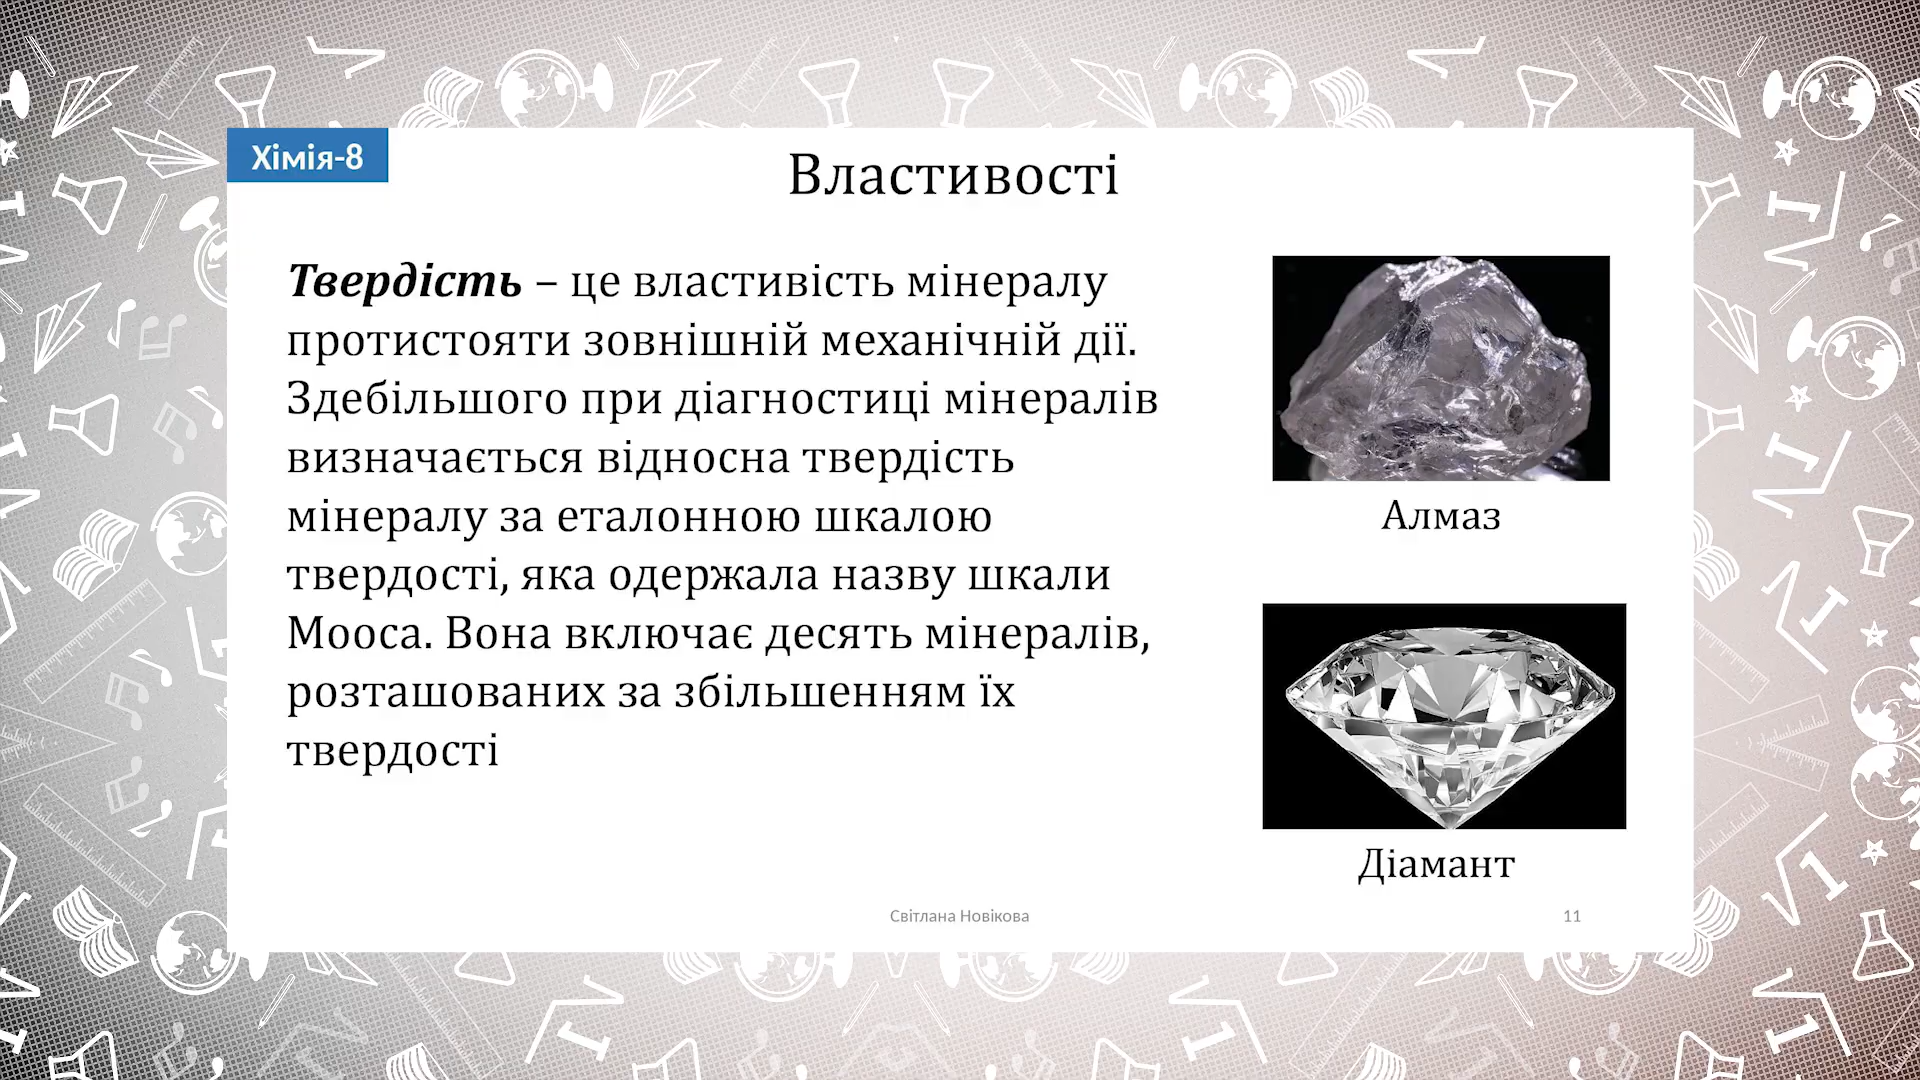 Хімія-8
Властивості
Твердість – це властивість мінералу
протистояти зовнішній механічній дії.
Здебільшого при діагностиці мінералів
визначається відносна твердість
мінералу за еталонною шкалою
твердості, яка одержала назву шкали
Мооса. Вона включає десять мінералів,
розташованих за збільшенням їх
твердості
Алмаз
Діамант
Світлана Новікова
11